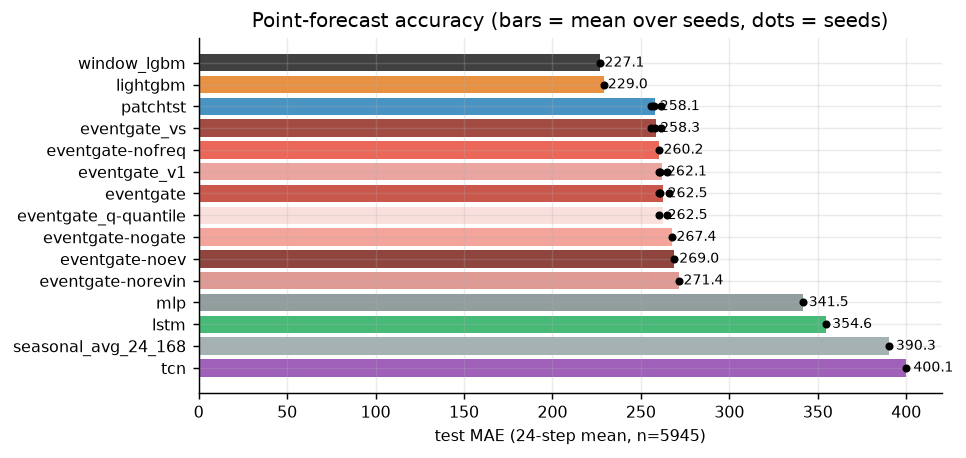 Point-forecast accuracy (bars = mean over seeds, dots = seeds)
window_lgbm 227.1
lightgbm 229.0
patchtst 258.1
eventgate_vs 258.3
eventgate-nofreq 260.2
eventgate_v1 262.1
eventgate 262.5
eventgate_q-quantile 262.5
eventgate-nogate 267.4
eventgate-noev 269.0
eventgate-norevin 271.4
mlp 341.5
lstm 354.6
seasonal_avg_24_168 390.3
tcn 400.1
0 50 100 150 200 250 300 350 400
test MAE (24-step mean, n=5945)